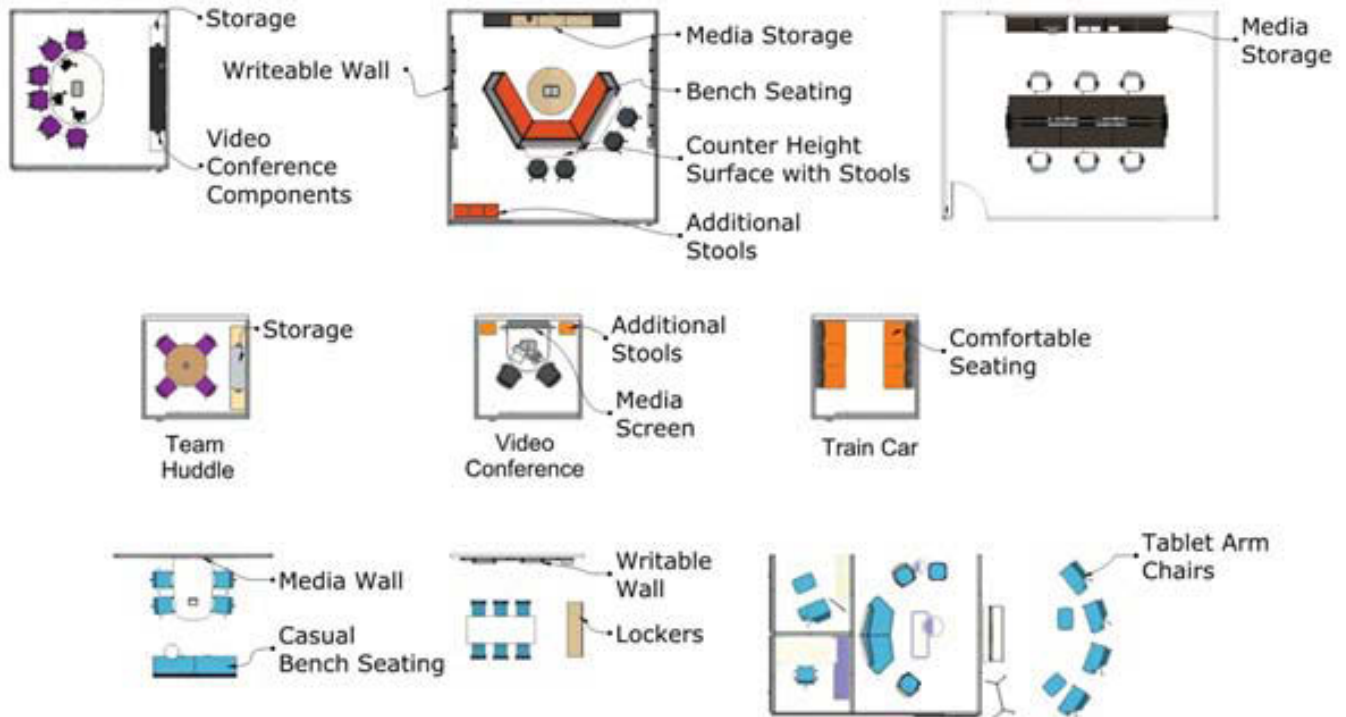 Storage
Video
Conference
Components
Writeable Wall
Media Storage
Bench Seating
Counter Height
Surface with Stools
Additional
Stools
Media
Storage
Storage
Team
Huddle
Additional
Stools
Media
Screen
Video
Conference
Comfortable
Seating
Train Car
Media Wall
Casual
Bench Seating
Writable
Wall
Lockers
Tablet Arm
Chairs